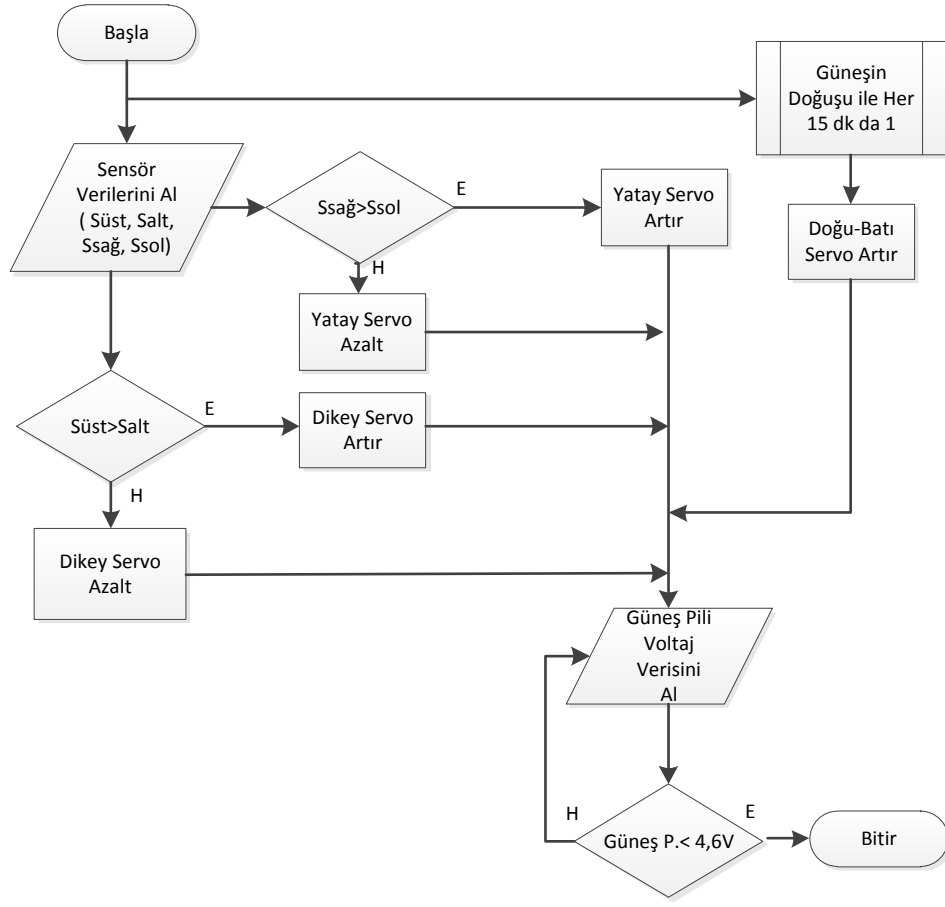 Başla
Güneşin
Doğuşu ile Her
15 dk da 1
Sensör
Verilerini Al
( Süst, Salt,
Ssağ, Ssol)
Ssağ>Ssol
E
Yatay Servo
Artır
Doğu-Batı
Servo Artır
H
Yatay Servo
Azalt
Süst>Salt
E
Dikey Servo
Artır
H
Dikey Servo
Azalt
Güneş Pili
Voltaj
Verisini
Al
H
Güneş P.< 4,6V
E
Bitir